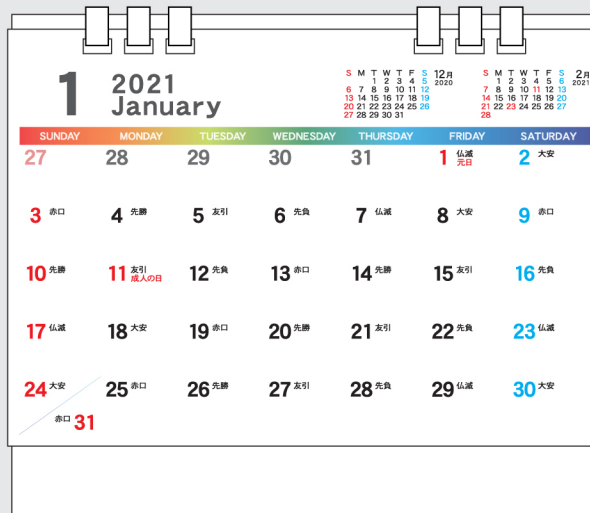 1
2021
January
S M T W T F S
1 2 3 4 5
6 7 8 9 10 11 12
13 14 15 16 17 18 19
20 21 22 23 24 25 26
27 28 29 30 31
12月
2020
S M T W T F S
1 2 3 4 5 6
7 8 9 10 11 12 13
14 15 16 17 18 19 20
21 22 23 24 25 26 27
28
2月
2021
SUNDAY MONDAY TUESDAY WEDNESDAY THURSDAY FRIDAY SATURDAY
27 28 29 30 31 1 仏滅 2 大安
元日
3 赤口 4 先勝 5 友引 6 先負 7 仏滅 8 大安 9 赤口
10 先勝 11 友引 12 先負 13 赤口 14 先勝 15 友引 16 先負
成人の日
17 仏滅 18 大安 19 赤口 20 先勝 21 友引 22 先負 23 仏滅
24 大安 25 赤口 26 先勝 27 友引 28 先負 29 仏滅 30 大安
赤口 31